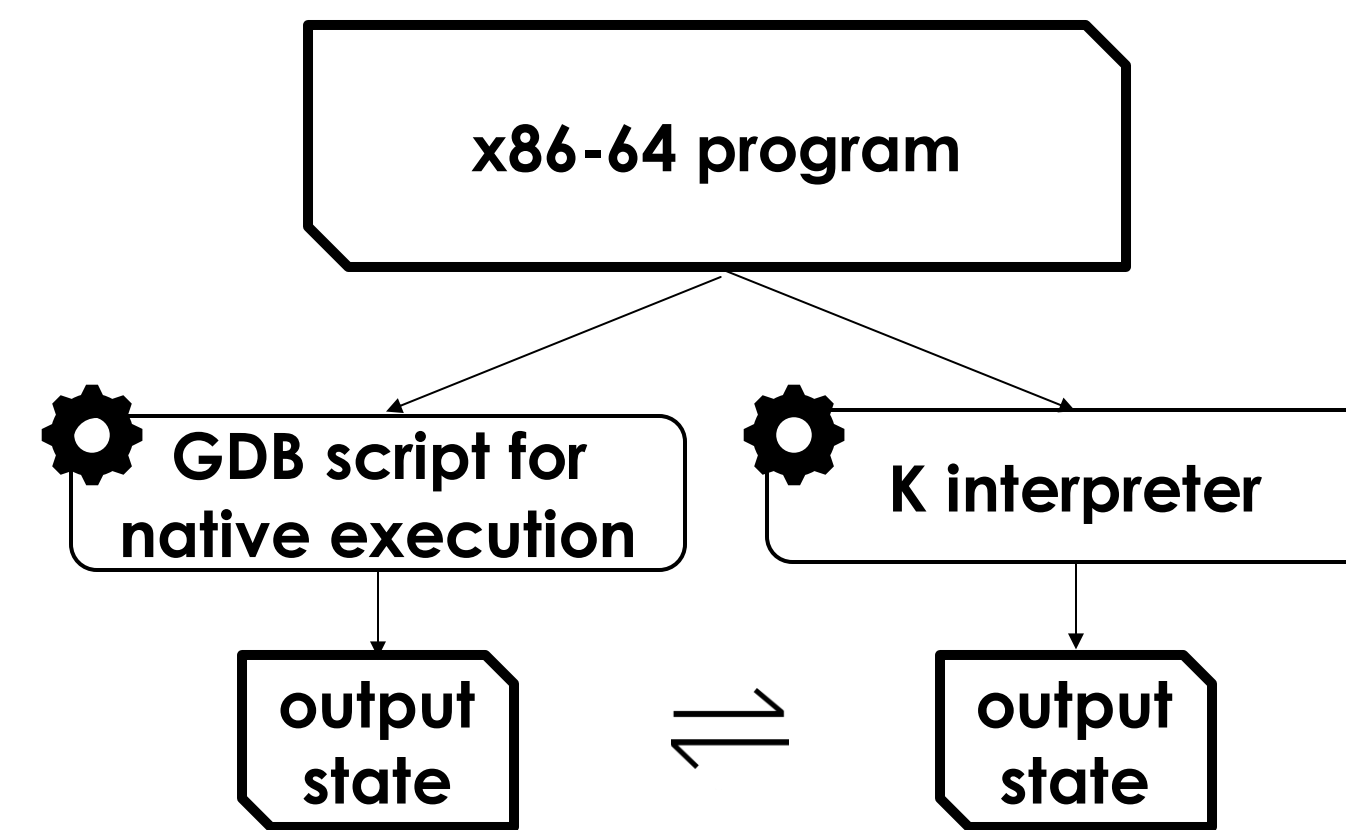 x86-64 program
GDB script for
native execution
K interpreter
output
state
output
state